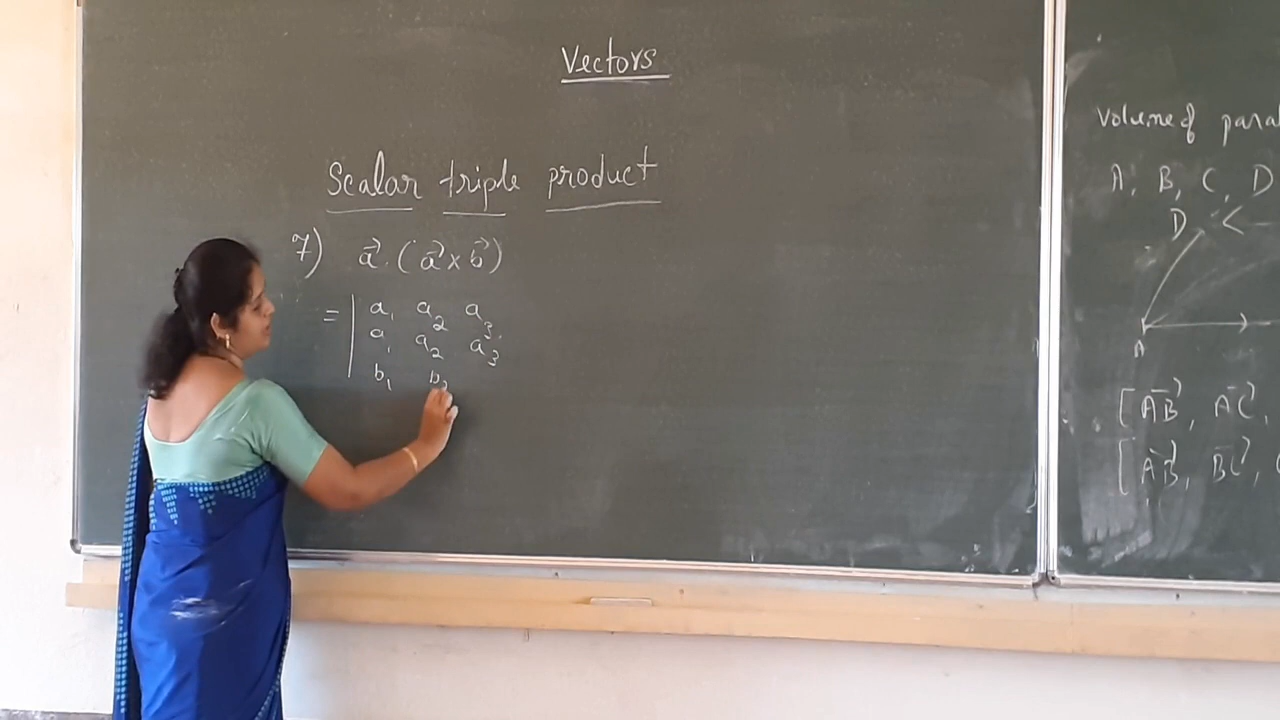 Vectors
Scalar triple product
7) a⃗ · (a⃗ × b⃗)
= | a₁ a₂ a₃
a₁ a₂ a₃
b₁ b₂
Volume of
A, B, C, D
D
A
[AB⃗, AC⃗,
[AB⃗, BC⃗,